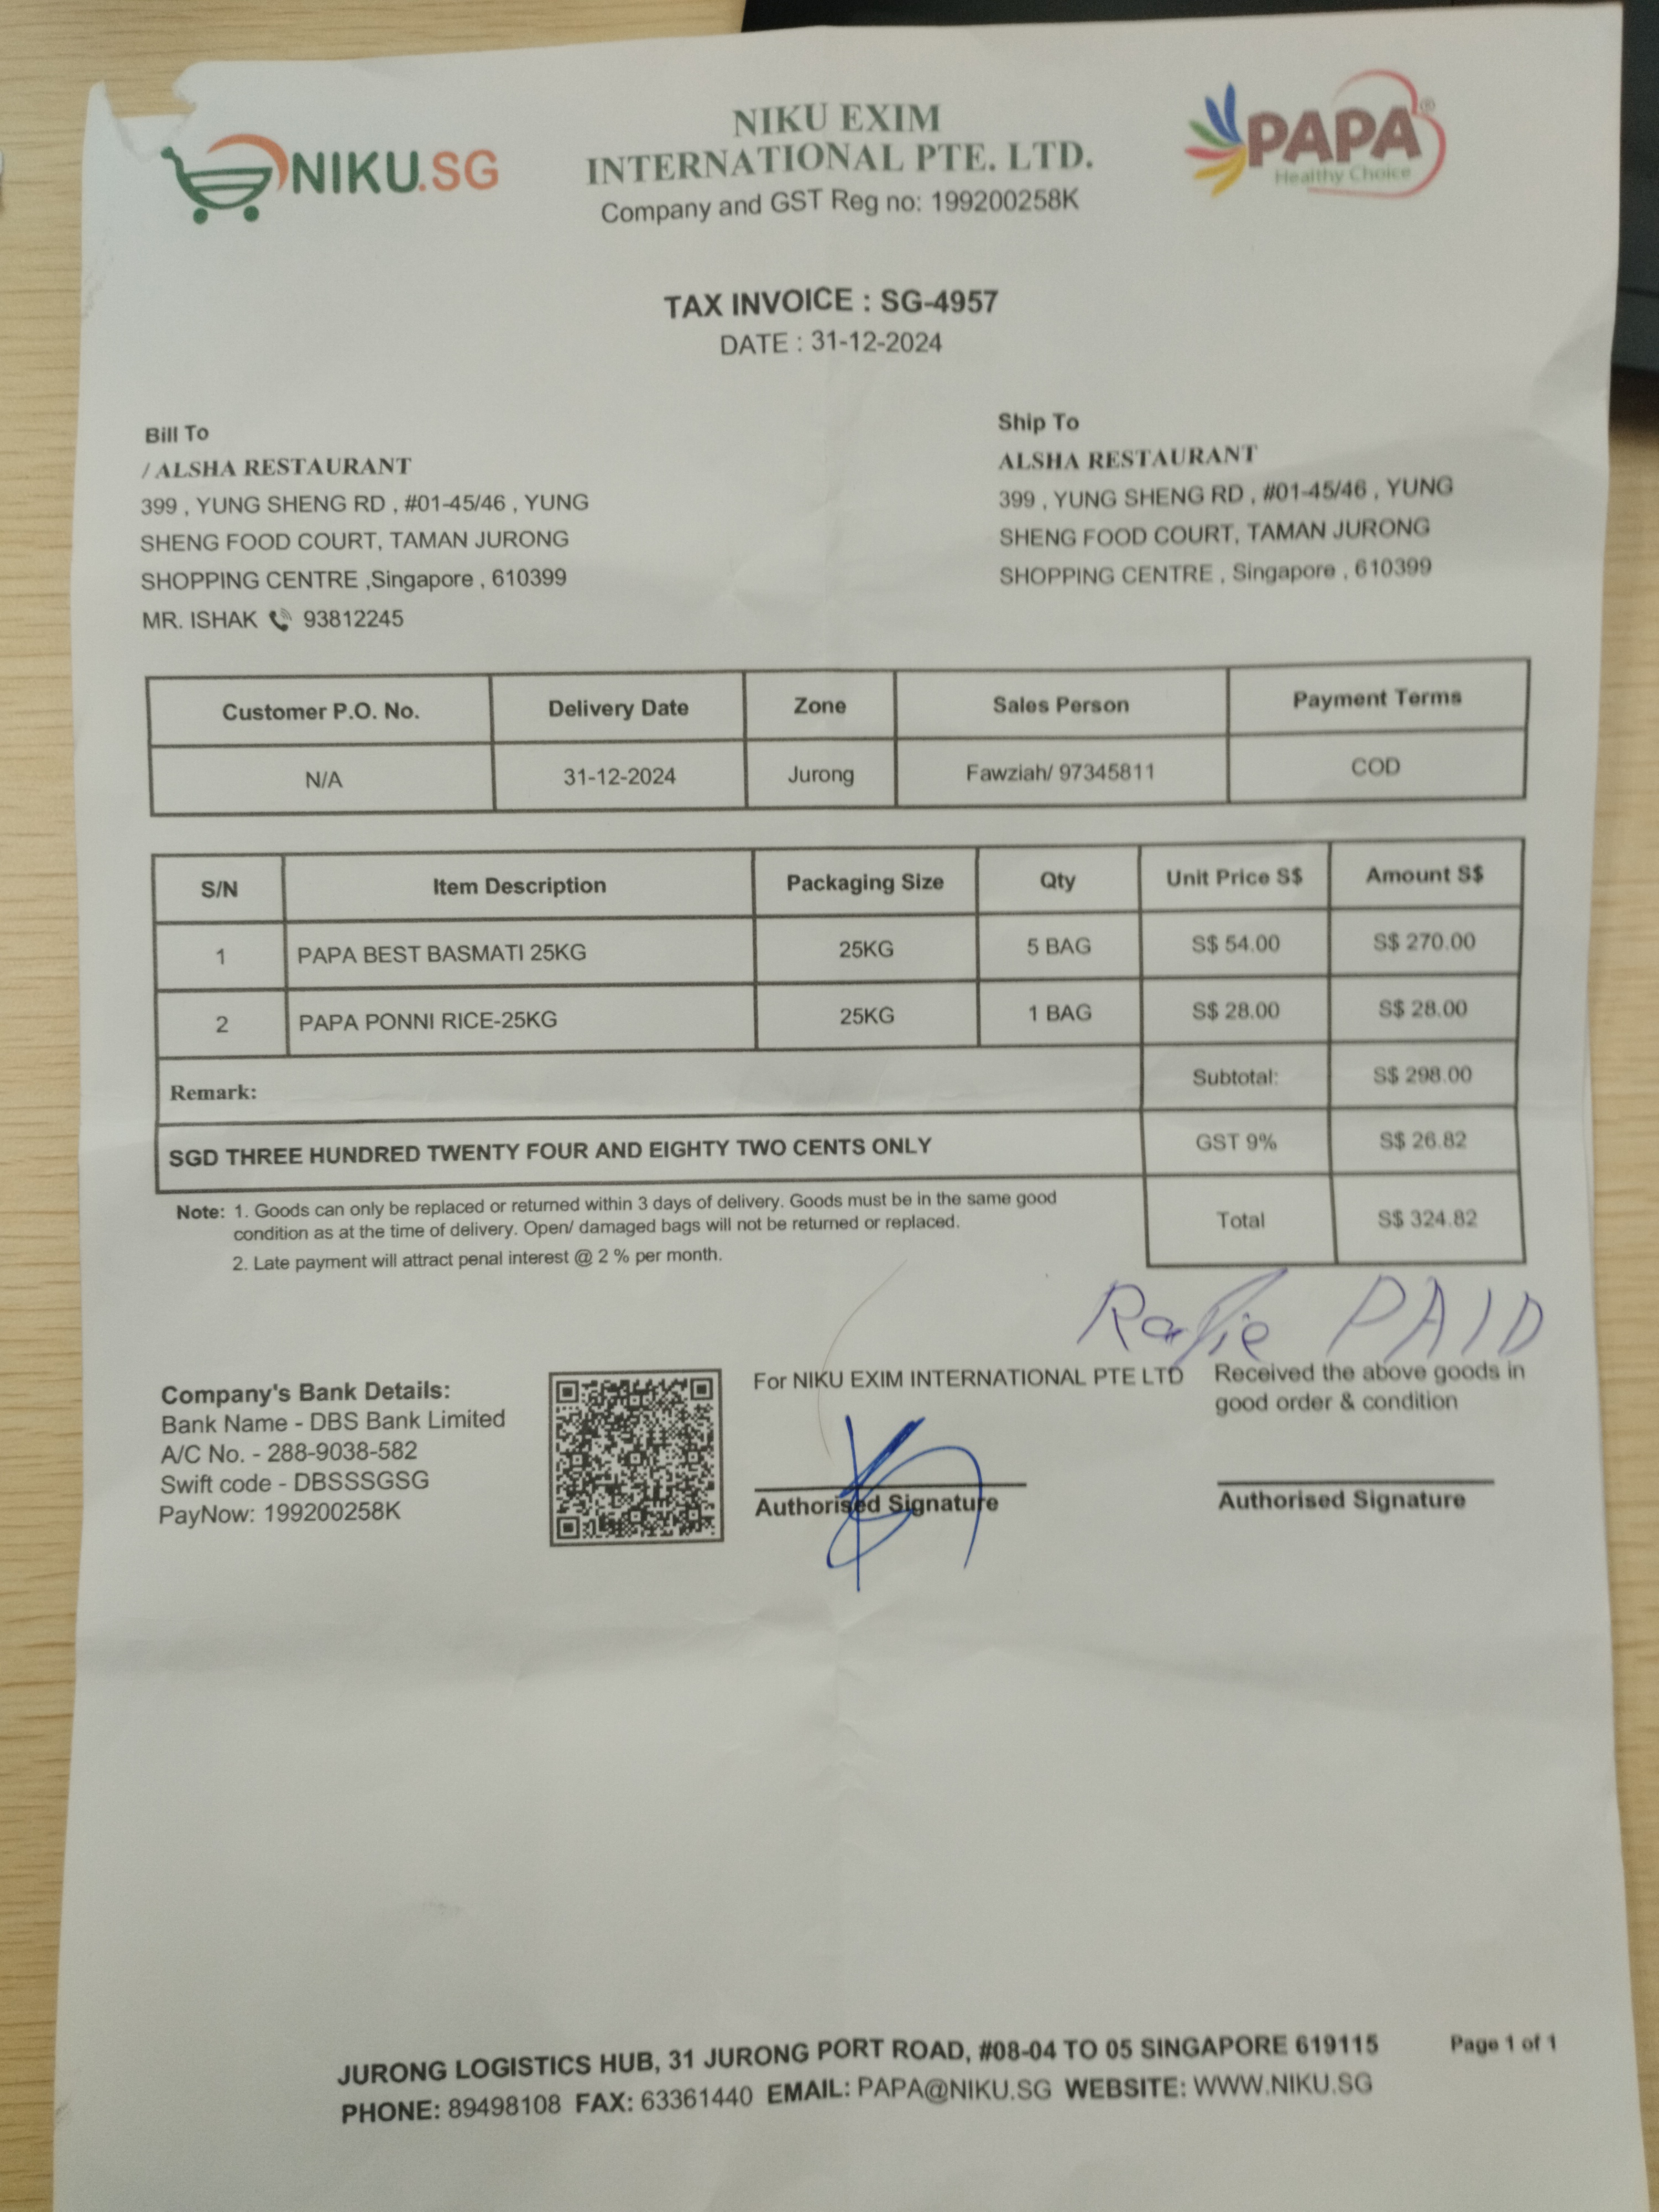 NIKU.SG
NIKU EXIM
INTERNATIONAL PTE. LTD.
Company and GST Reg no: 199200258K
PAPA®
Healthy Choice
TAX INVOICE : SG-4957
DATE : 31-12-2024
Bill To
/ ALSHA RESTAURANT
399 , YUNG SHENG RD , #01-45/46 , YUNG
SHENG FOOD COURT, TAMAN JURONG
SHOPPING CENTRE ,Singapore , 610399
MR. ISHAK 93812245
Ship To
ALSHA RESTAURANT
399 , YUNG SHENG RD , #01-45/46 , YUNG
SHENG FOOD COURT, TAMAN JURONG
SHOPPING CENTRE , Singapore , 610399
Customer P.O. No. Delivery Date Zone Sales Person Payment Terms
N/A 31-12-2024 Jurong Fawziah/ 97345811 COD
S/N Item Description Packaging Size Qty Unit Price S$ Amount S$
1 PAPA BEST BASMATI 25KG 25KG 5 BAG S$ 54.00 S$ 270.00
2 PAPA PONNI RICE-25KG 25KG 1 BAG S$ 28.00 S$ 28.00
Remark: Subtotal: S$ 298.00
SGD THREE HUNDRED TWENTY FOUR AND EIGHTY TWO CENTS ONLY GST 9% S$ 26.82
Total S$ 324.82
Note: 1. Goods can only be replaced or returned within 3 days of delivery. Goods must be in the same good
condition as at the time of delivery. Open/ damaged bags will not be returned or replaced.
2. Late payment will attract penal interest @ 2 % per month.
PAID
Company's Bank Details:
Bank Name - DBS Bank Limited
A/C No. - 288-9038-582
Swift code - DBSSSGSG
PayNow: 199200258K
For NIKU EXIM INTERNATIONAL PTE LTD
Authorised Signature
Received the above goods in
good order & condition
Authorised Signature
JURONG LOGISTICS HUB, 31 JURONG PORT ROAD, #08-04 TO 05 SINGAPORE 619115
PHONE: 89498108 FAX: 63361440 EMAIL: PAPA@NIKU.SG WEBSITE: WWW.NIKU.SG
Page 1 of 1